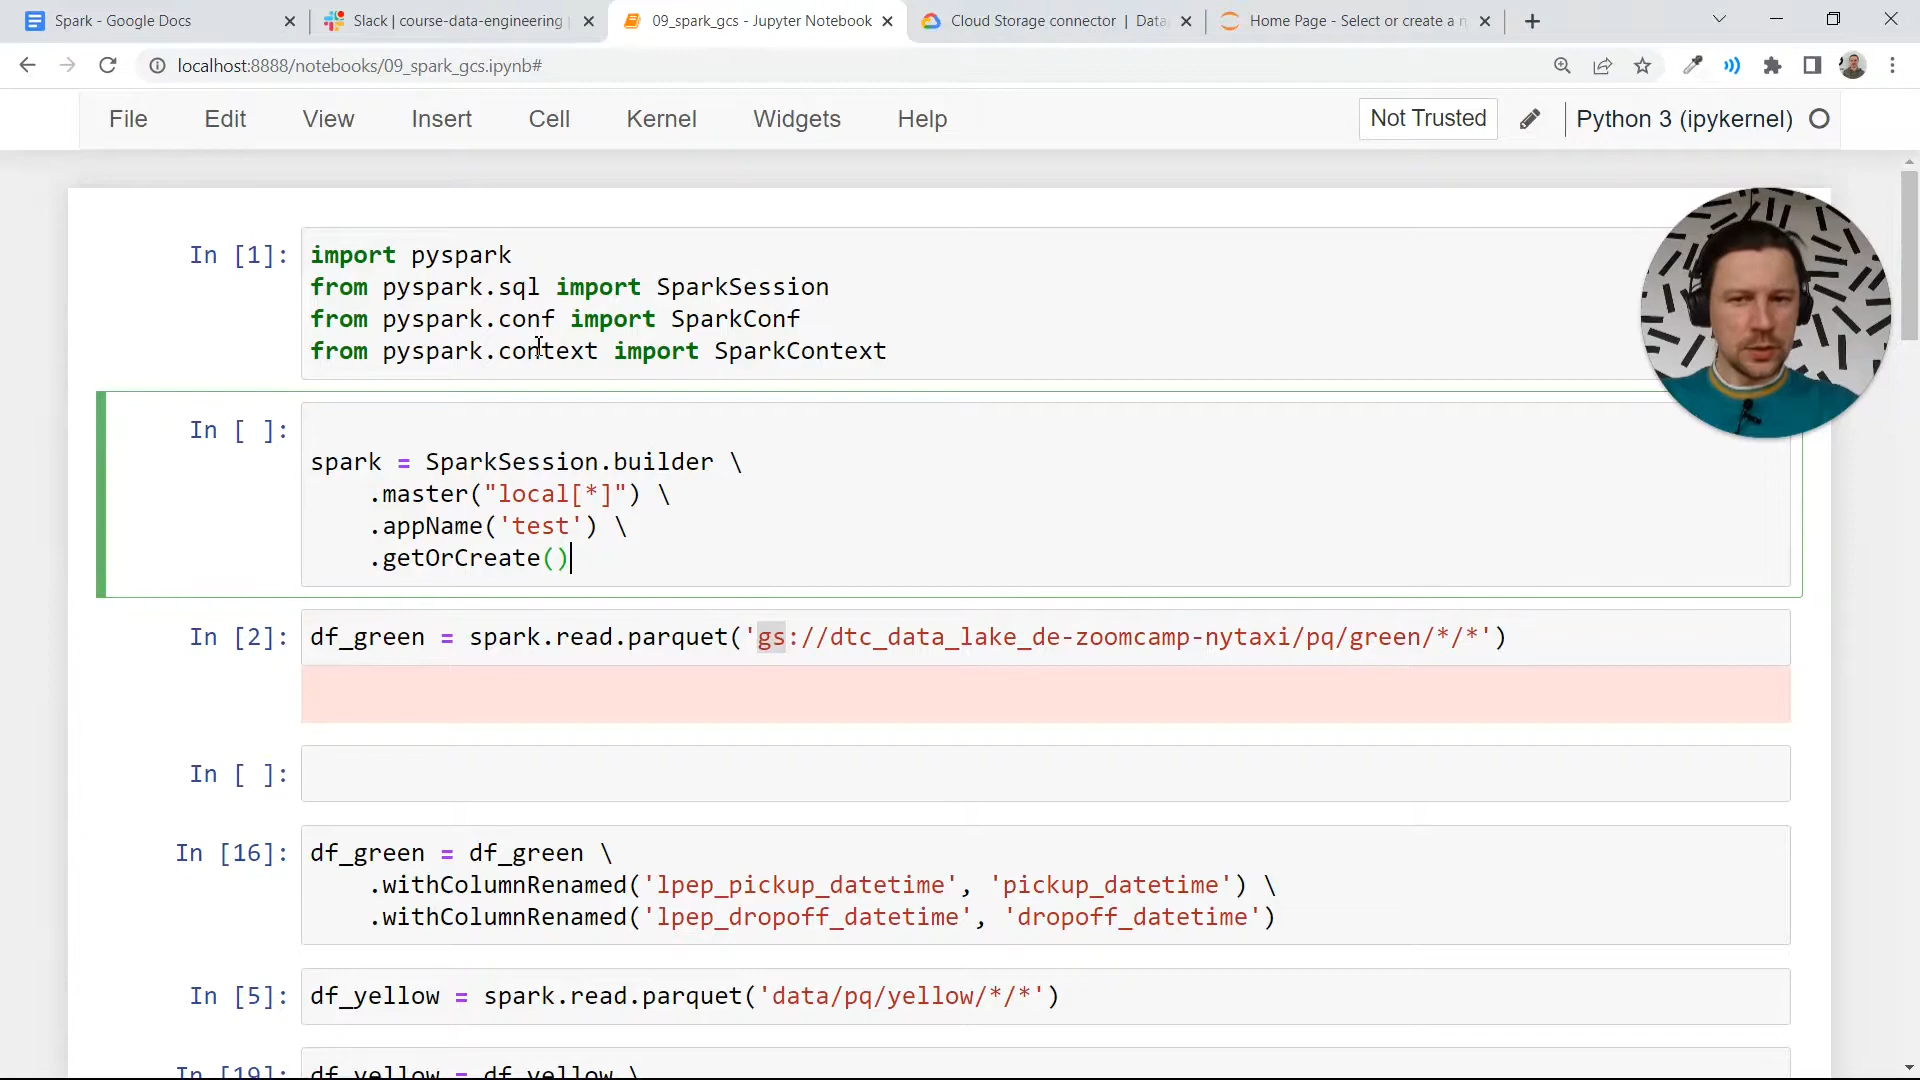 Spark - Google Docs
Slack | course-data-engineering
09_spark_gcs - Jupyter Notebook
Cloud Storage connector | Data
Home Page - Select or create a n
localhost:8888/notebooks/09_spark_gcs.ipynb#
File Edit View Insert Cell Kernel Widgets Help
Not Trusted
Python 3 (ipykernel)
In [1]: import pyspark
from pyspark.sql import SparkSession
from pyspark.conf import SparkConf
from pyspark.context import SparkContext
In [ ]:
spark = SparkSession.builder \
.master("local[*]") \
.appName('test') \
.getOrCreate()
In [2]: df_green = spark.read.parquet('gs://dtc_data_lake_de-zoomcamp-nytaxi/pq/green/*/*')
In [ ]:
In [16]: df_green = df_green \
.withColumnRenamed('lpep_pickup_datetime', 'pickup_datetime') \
.withColumnRenamed('lpep_dropoff_datetime', 'dropoff_datetime')
In [5]: df_yellow = spark.read.parquet('data/pq/yellow/*/*')
In [19]: df_yellow = df_yellow \